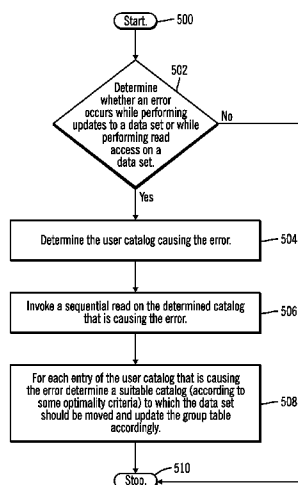 Start.
500
502
Determine
whether an error
occurs while performing
updates to a data set or while
performing read
access on a
data set.
No
Yes
Determine the user catalog causing the error.
504
Invoke a sequential read on the determined catalog
that is causing the error.
506
For each entry of the user catalog that is causing
the error determine a suitable catalog (according to
some optimality criteria) to which the data set
should be moved and update the group table
accordingly.
508
510
Stop.